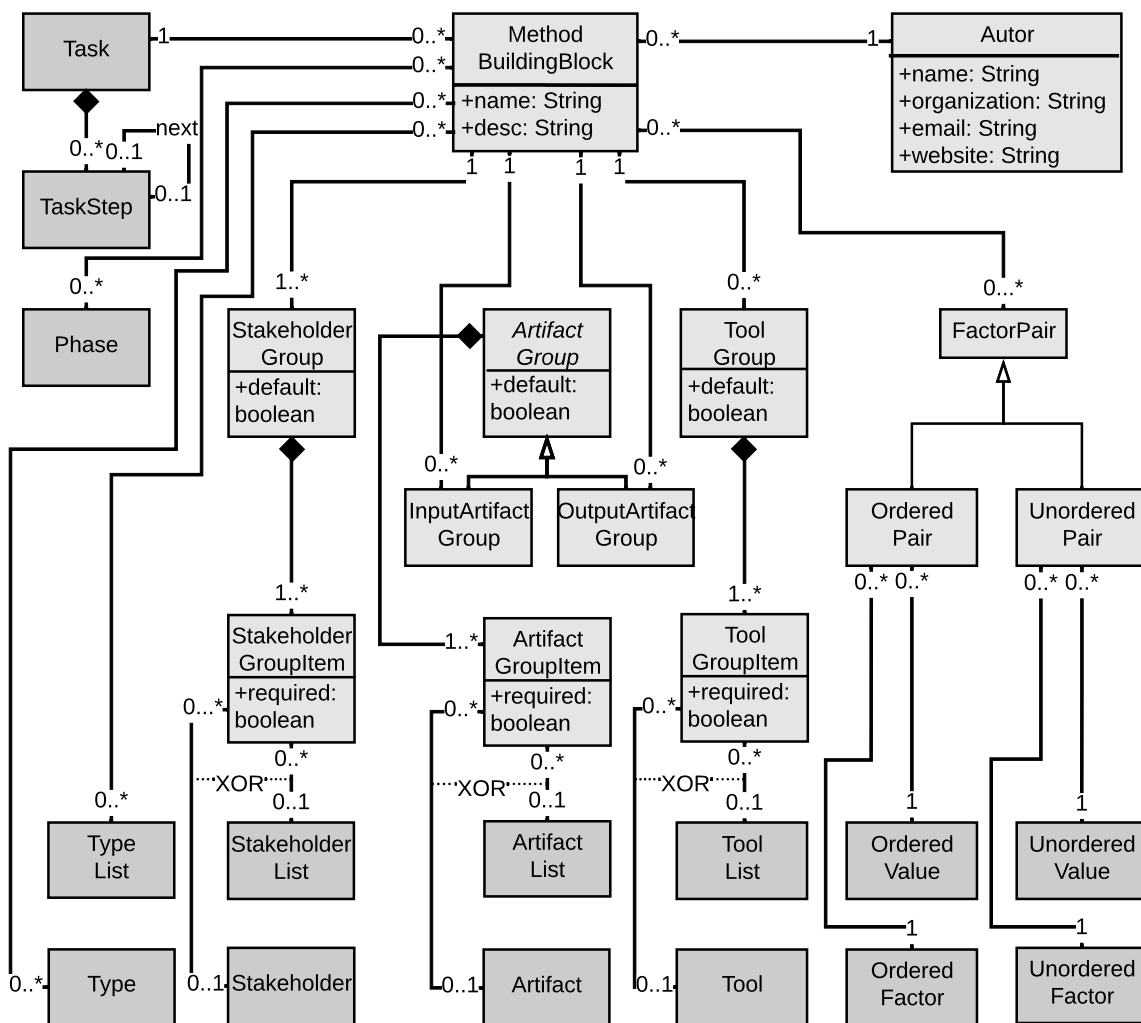 Task
1
0..*
Method
BuildingBlock
+name: String
+desc: String
0..*
1
Autor
+name: String
+organization: String
+email: String
+website: String
0..*
0..*
0..*
0..*
next
0..*
0..1
0..1
TaskStep
1
1
1
1
0..*
Phase
1..*
Stakeholder
Group
+default:
boolean
Artifact
Group
+default:
boolean
0..*
Tool
Group
+default:
boolean
0...*
FactorPair
0..*
0..*
InputArtifact
Group
OutputArtifact
Group
Ordered
Pair
Unordered
Pair
0..*
0..*
0..*
0..*
1..*
Stakeholder
GroupItem
+required:
boolean
1..*
Artifact
GroupItem
+required:
boolean
1..*
Tool
GroupItem
+required:
boolean
0...*
0..*
0..*
0..*
0..*
0..*
XOR
XOR
XOR
0..*
0..1
0..1
0..1
1
1
Type
List
Stakeholder
List
Artifact
List
Tool
List
Ordered
Value
Unordered
Value
1
1
0..*
Type
0..1
Stakeholder
0..1
Artifact
0..1
Tool
Ordered
Factor
Unordered
Factor